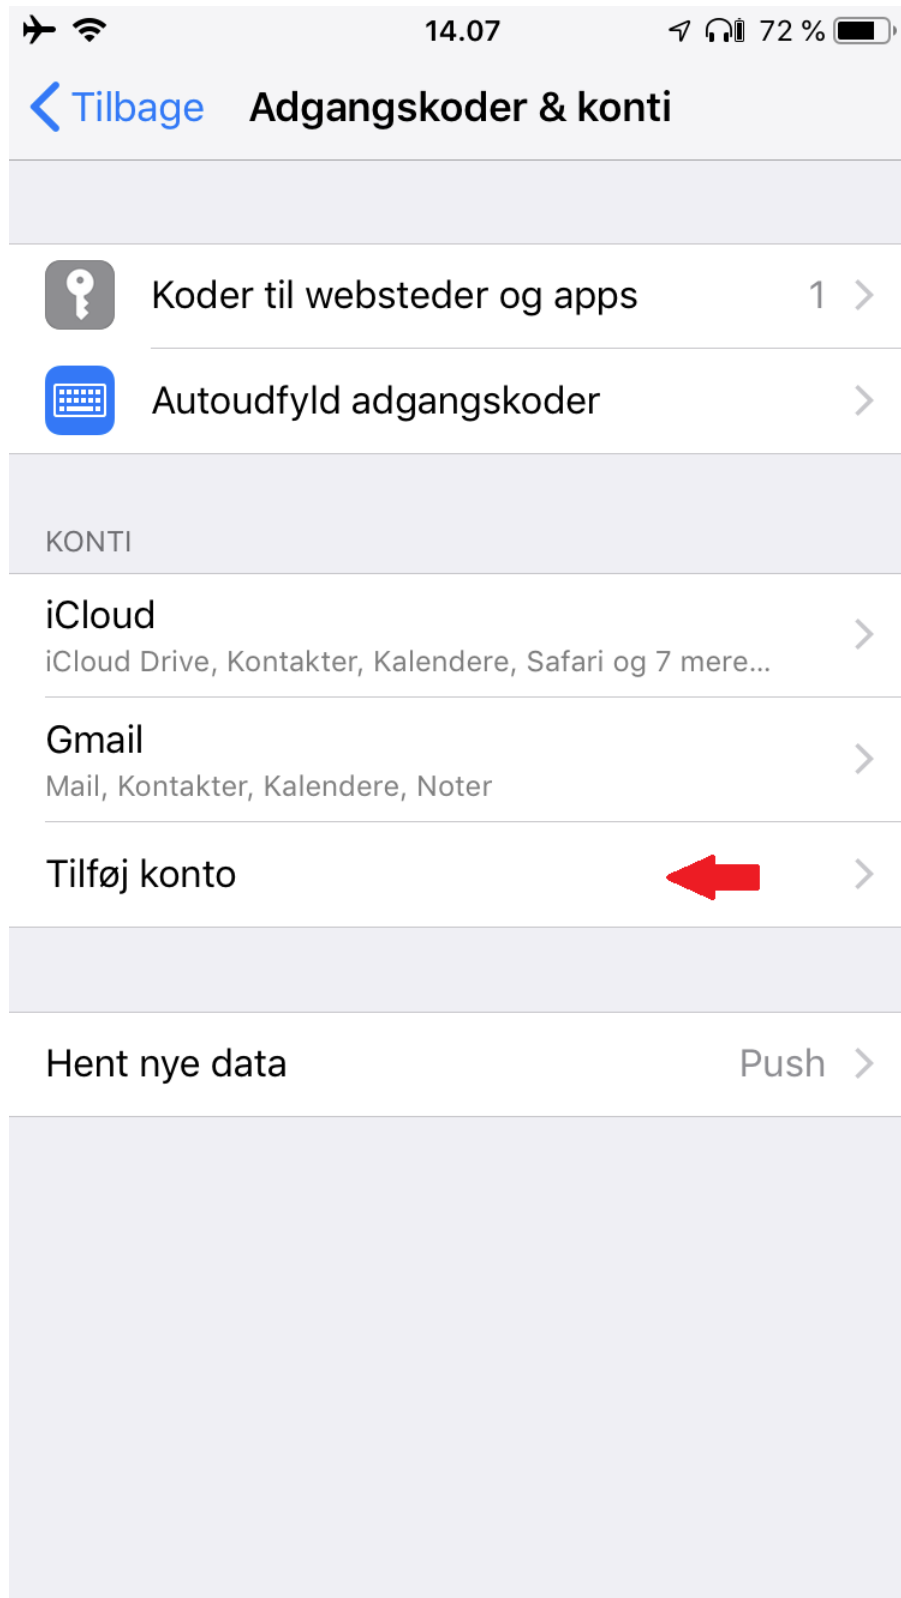 14.07
72 %
Tilbage
Adgangskoder & konti
Koder til websteder og apps
1
Autoudfyld adgangskoder
KONTI
iCloud
iCloud Drive, Kontakter, Kalendere, Safari og 7 mere...
Gmail
Mail, Kontakter, Kalendere, Noter
Tilføj konto
Hent nye data
Push